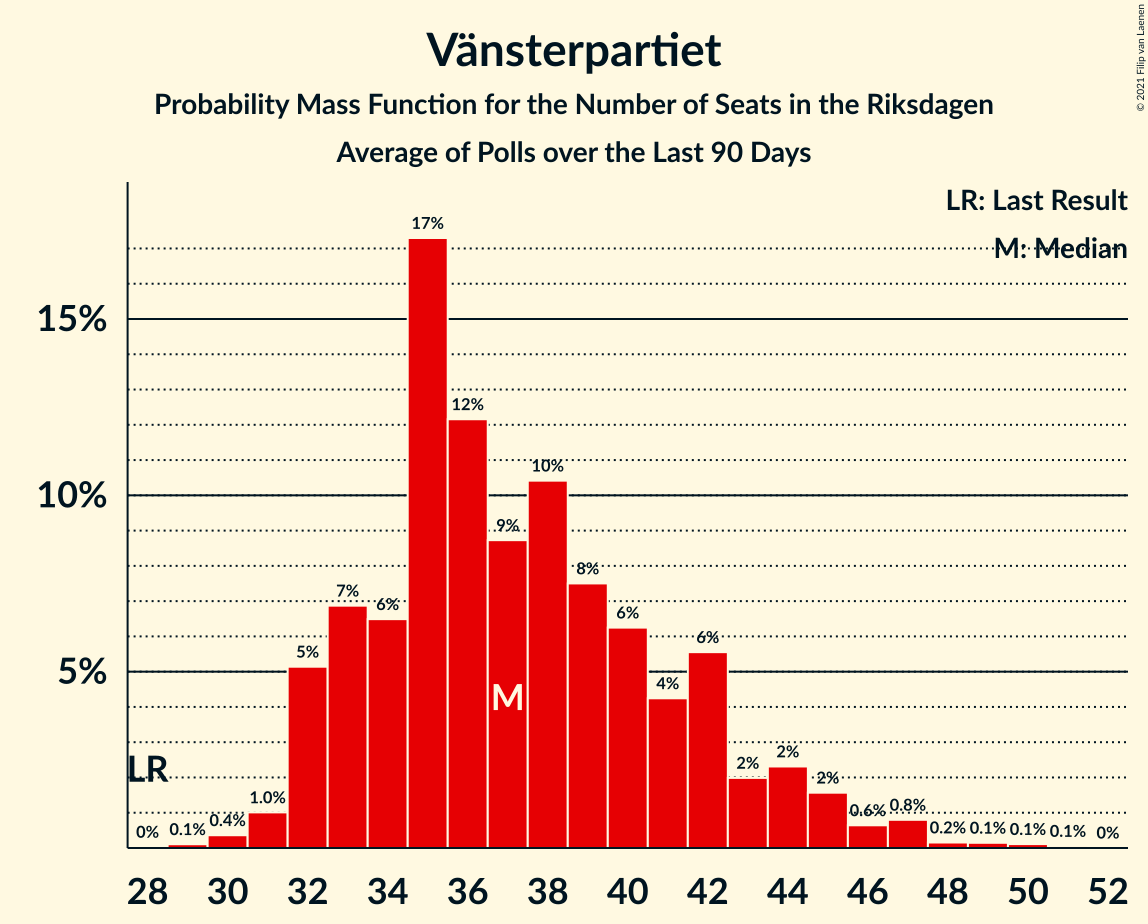 Vänsterpartiet
Probability Mass Function for the Number of Seats in the Riksdagen
Average of Polls over the Last 90 Days
© 2021 Filip van Laenen
LR: Last Result
M: Median
15%
10%
5%
0% 0.1% 0.4% 1.0% 5% 7% 6% 17% 12% 9% 10% 8% 6% 4% 6% 2% 2% 2% 0.6% 0.8% 0.2% 0.1% 0.1% 0.1% 0%
LR
M
28 30 32 34 36 38 40 42 44 46 48 50 52